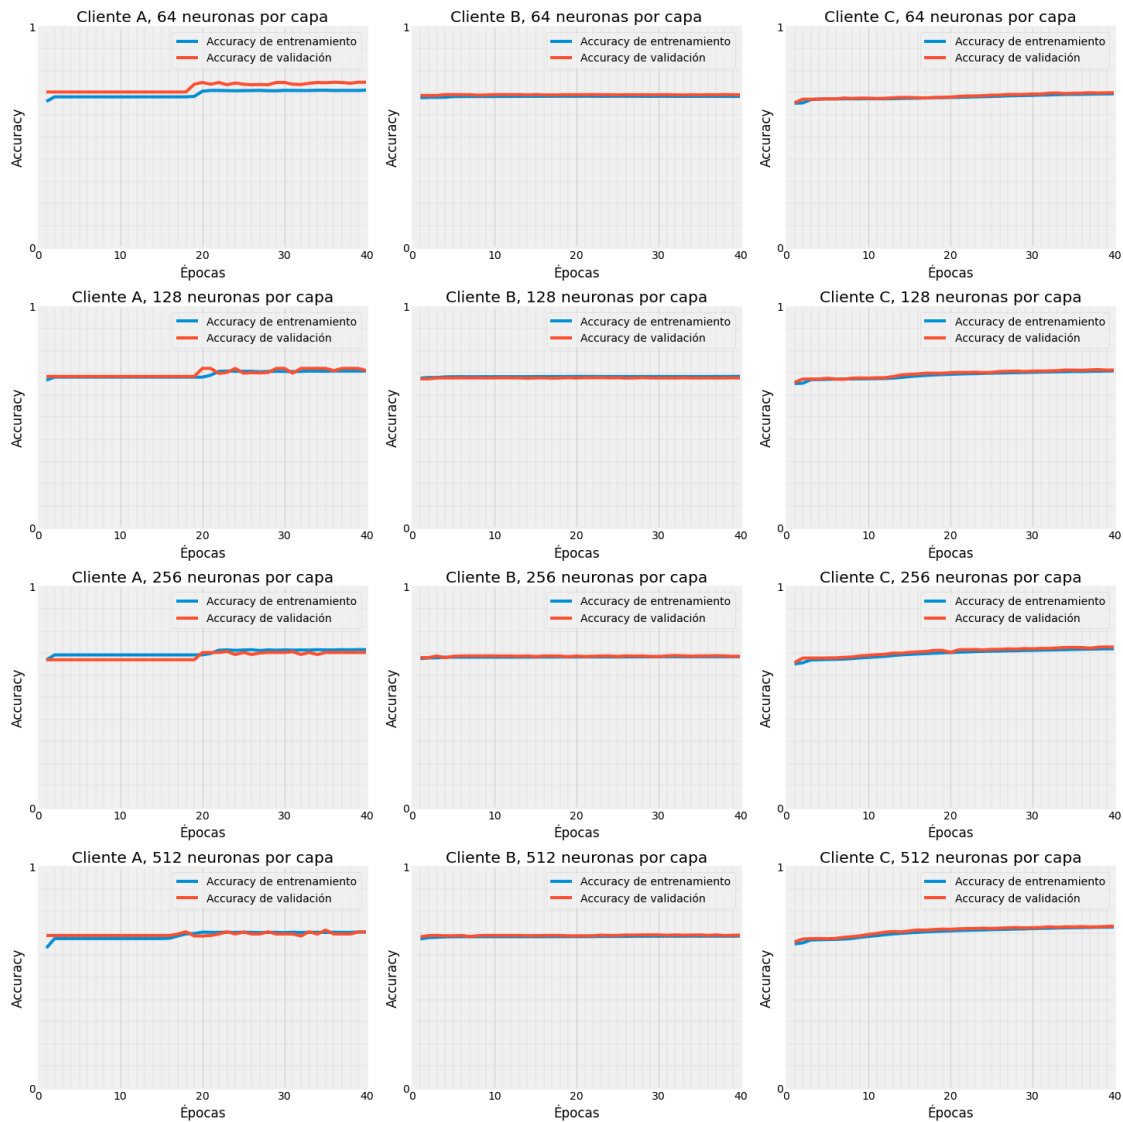 Cliente A, 64 neuronas por capa
1
Accuracy de entrenamiento
Accuracy de validación
Accuracy
0
0 10 20 30 40
Épocas
Cliente B, 64 neuronas por capa
1
Accuracy de entrenamiento
Accuracy de validación
Accuracy
0
0 10 20 30 40
Épocas
Cliente C, 64 neuronas por capa
1
Accuracy de entrenamiento
Accuracy de validación
Accuracy
0
0 10 20 30 40
Épocas
Cliente A, 128 neuronas por capa
1
Accuracy de entrenamiento
Accuracy de validación
Accuracy
0
0 10 20 30 40
Épocas
Cliente B, 128 neuronas por capa
1
Accuracy de entrenamiento
Accuracy de validación
Accuracy
0
0 10 20 30 40
Épocas
Cliente C, 128 neuronas por capa
1
Accuracy de entrenamiento
Accuracy de validación
Accuracy
0
0 10 20 30 40
Épocas
Cliente A, 256 neuronas por capa
1
Accuracy de entrenamiento
Accuracy de validación
Accuracy
0
0 10 20 30 40
Épocas
Cliente B, 256 neuronas por capa
1
Accuracy de entrenamiento
Accuracy de validación
Accuracy
0
0 10 20 30 40
Épocas
Cliente C, 256 neuronas por capa
1
Accuracy de entrenamiento
Accuracy de validación
Accuracy
0
0 10 20 30 40
Épocas
Cliente A, 512 neuronas por capa
1
Accuracy de entrenamiento
Accuracy de validación
Accuracy
0
0 10 20 30 40
Épocas
Cliente B, 512 neuronas por capa
1
Accuracy de entrenamiento
Accuracy de validación
Accuracy
0
0 10 20 30 40
Épocas
Cliente C, 512 neuronas por capa
1
Accuracy de entrenamiento
Accuracy de validación
Accuracy
0
0 10 20 30 40
Épocas